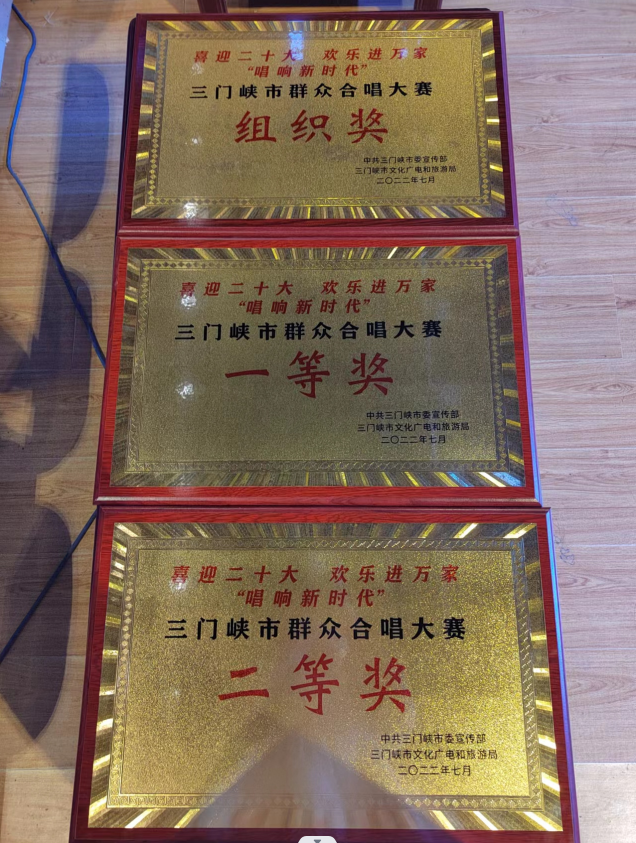 喜迎二十大 欢乐进万家
“唱响新时代”
三门峡市群众合唱大赛
组织奖
中共三门峡市委宣传部
三门峡市文化广电和旅游局
二〇二二年七月
喜迎二十大 欢乐进万家
“唱响新时代”
三门峡市群众合唱大赛
一等奖
中共三门峡市委宣传部
三门峡市文化广电和旅游局
二〇二二年七月
喜迎二十大 欢乐进万家
“唱响新时代”
三门峡市群众合唱大赛
二等奖
中共三门峡市委宣传部
三门峡市文化广电和旅游局
二〇二二年七月